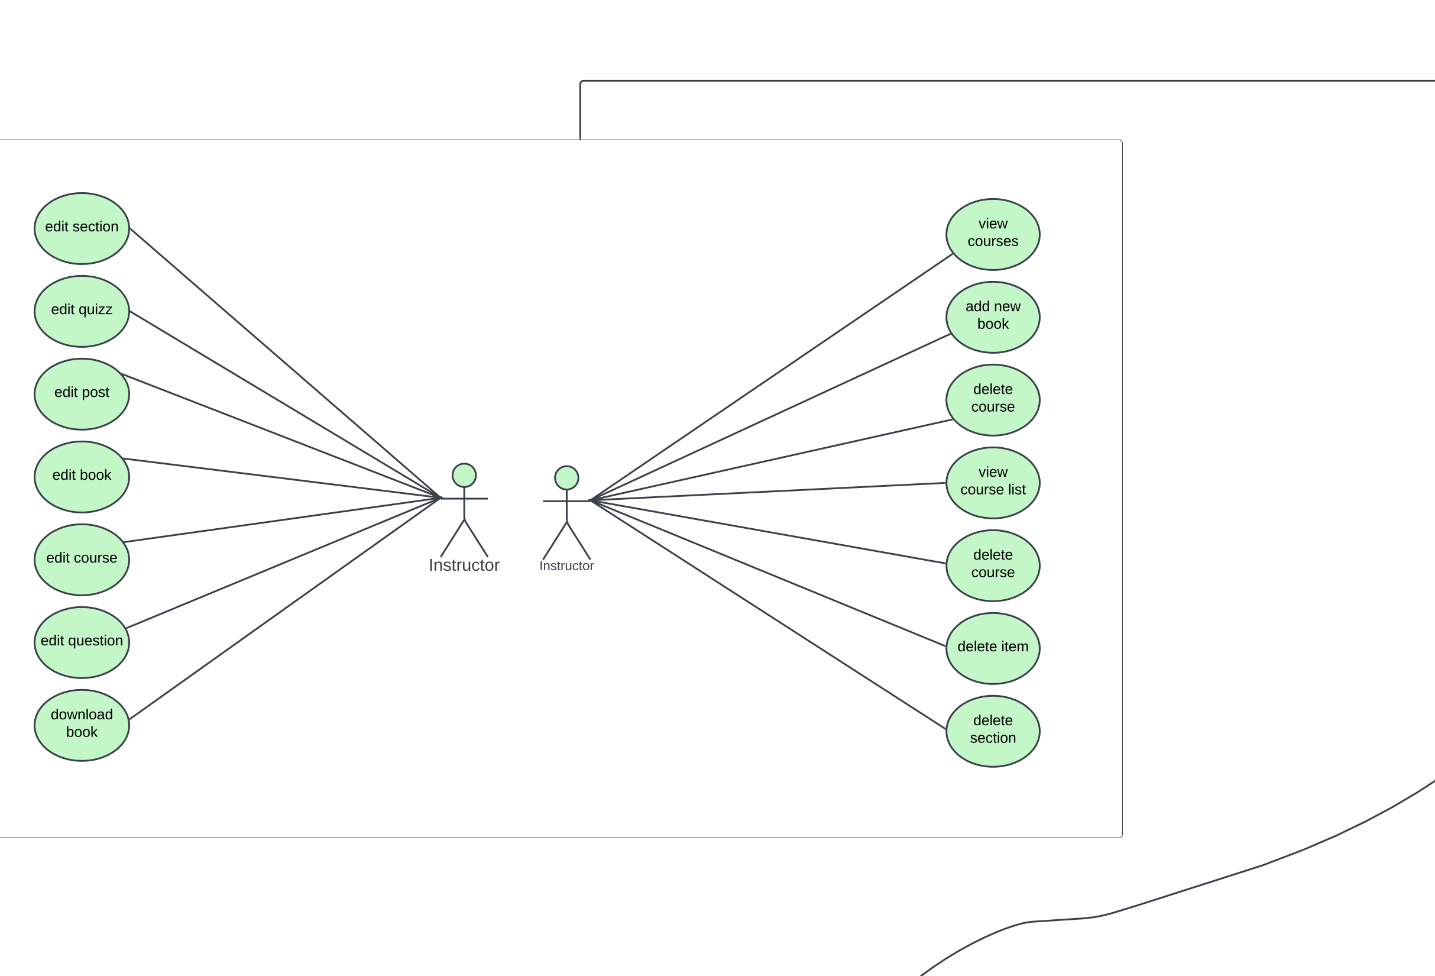 edit section
edit quizz
edit post
edit book
edit course
edit question
download
book
Instructor
Instructor
view
courses
add new
book
delete
course
view
course list
delete
course
delete item
delete
section